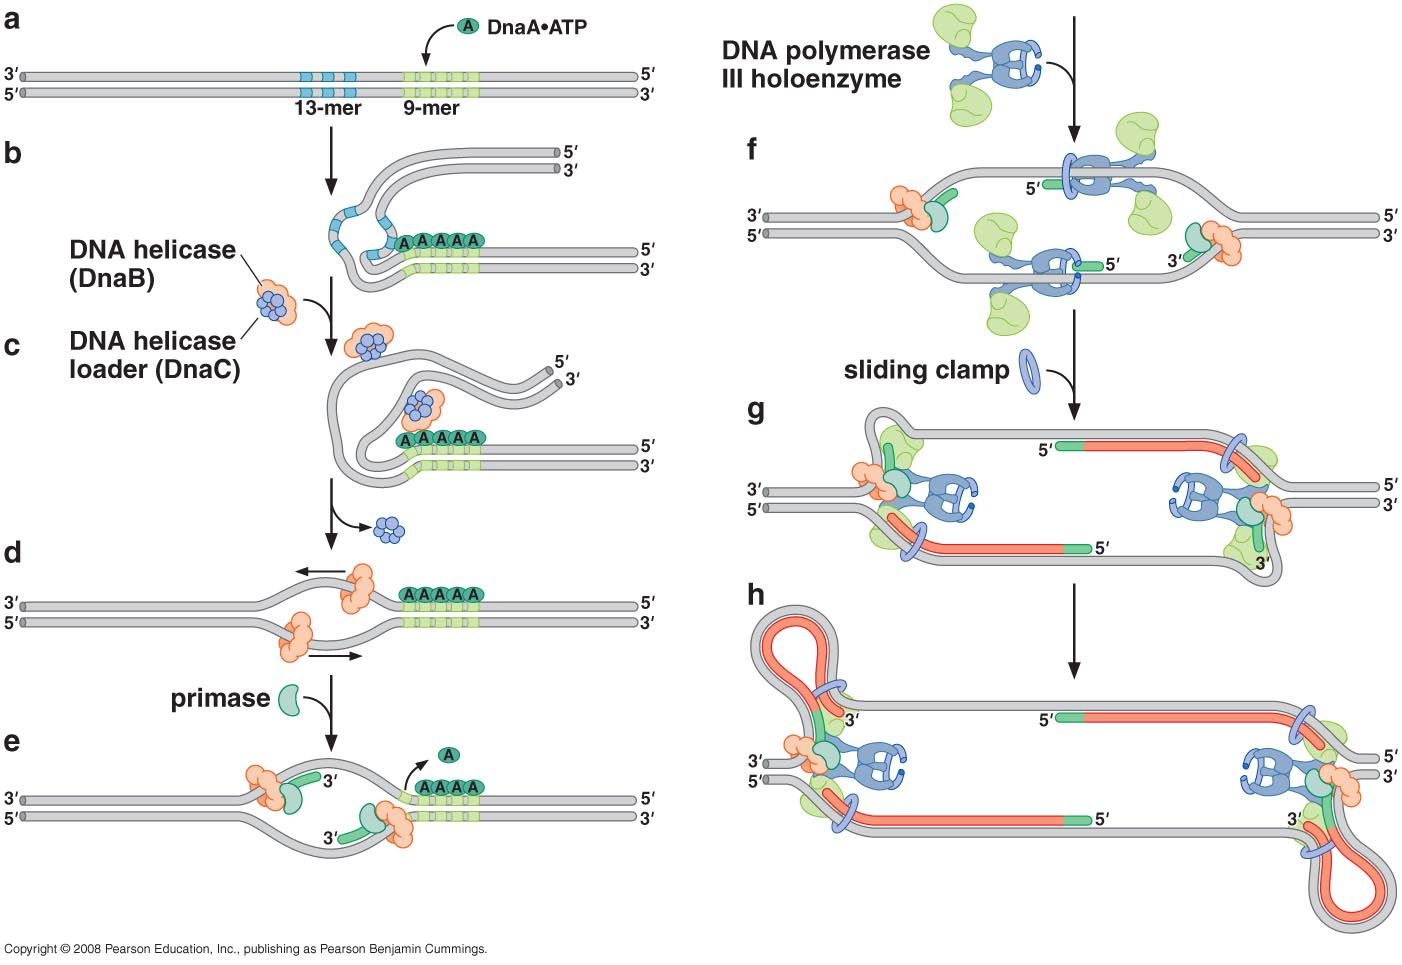 a
A DnaA•ATP
3′ 5′
5′ 3′
13-mer 9-mer
b
5′
3′
A A A A A
5′
3′
DNA helicase
(DnaB)
DNA helicase
loader (DnaC)
c
5′
3′
A A A A A
5′
3′
d
A A A A A
3′ 5′
5′ 3′
primase
e
A
3′
A A A A
3′ 5′
5′ 3′
3′
DNA polymerase
III holoenzyme
f
5′
3′ 5′
5′ 3′
3′
5′
sliding clamp
g
5′
3′ 5′
5′ 3′
5′
3′
h
3′ 5′
3′ 5′
5′ 3′
5′ 3′
Copyright © 2008 Pearson Education, Inc., publishing as Pearson Benjamin Cummings.